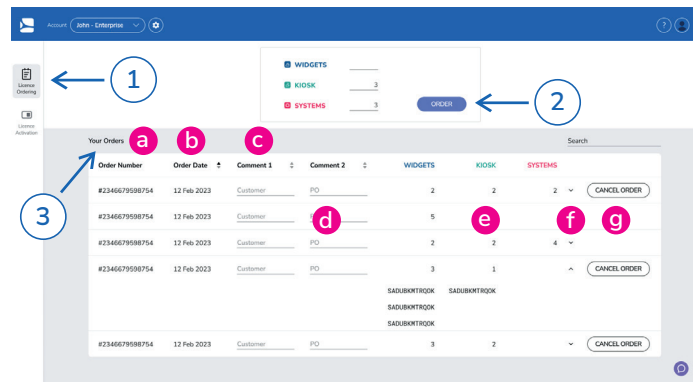 Account John - Enterprise ?
Licence
Ordering
Licence
Activation
1
WIDGETS
KIOSK 3
SYSTEMS 3
ORDER
2
Your Orders a b c Search
Order Number Order Date Comment 1 Comment 2 WIDGETS KIOSK SYSTEMS
#2346679598754 12 Feb 2023 Customer PO 2 2 2 CANCEL ORDER
3
#2346679598754 12 Feb 2023 Customer d 5 e f g
#2346679598754 12 Feb 2023 Customer PO 2 2 4
#2346679598754 12 Feb 2023 Customer PO 3 1 CANCEL ORDER
SADUBKMTRQOK SADUBKMTRQOK
SADUBKMTRQOK
SADUBKMTRQOK
#2346679598754 12 Feb 2023 Customer PO 3 2 CANCEL ORDER